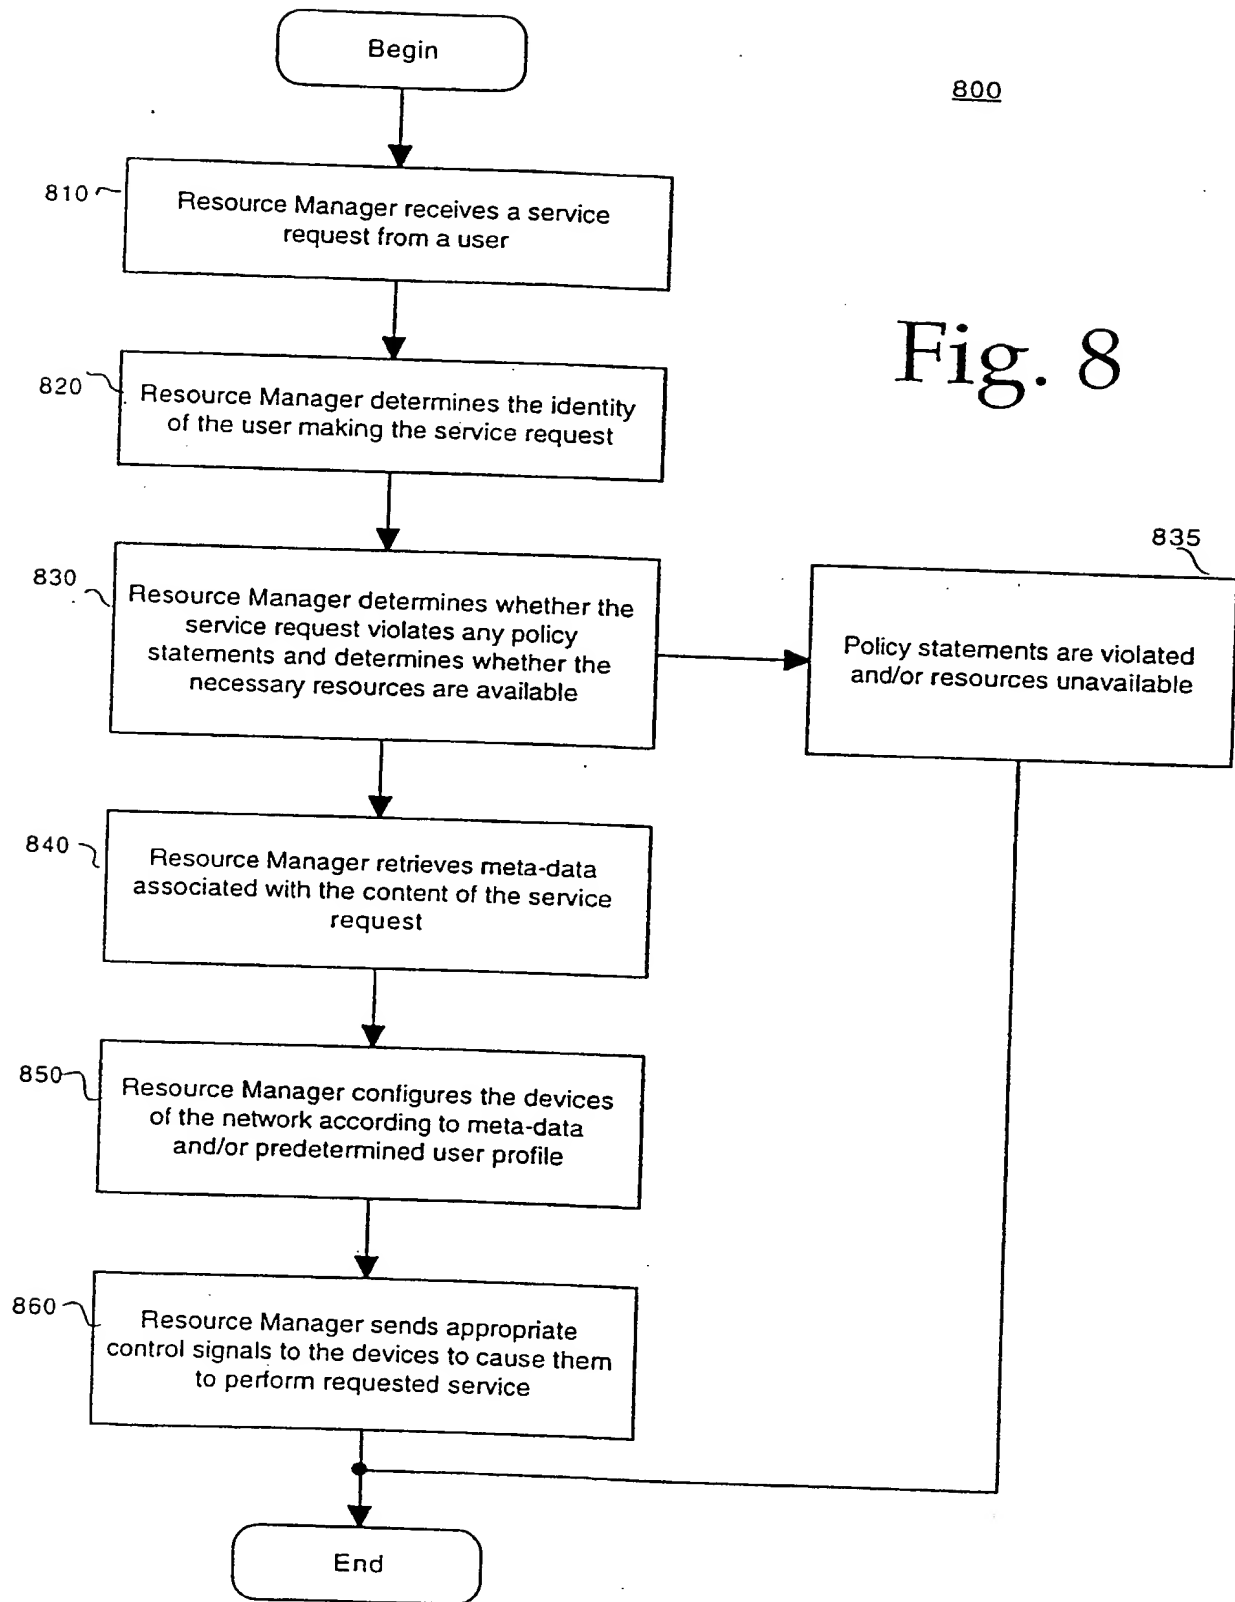 Begin
800
810
Resource Manager receives a service
request from a user
Fig. 8
820
Resource Manager determines the identity
of the user making the service request
835
830
Resource Manager determines whether the
service request violates any policy
statements and determines whether the
necessary resources are available
Policy statements are violated
and/or resources unavailable
840
Resource Manager retrieves meta-data
associated with the content of the service
request
850
Resource Manager configures the devices
of the network according to meta-data
and/or predetermined user profile
860
Resource Manager sends appropriate
control signals to the devices to cause them
to perform requested service
End